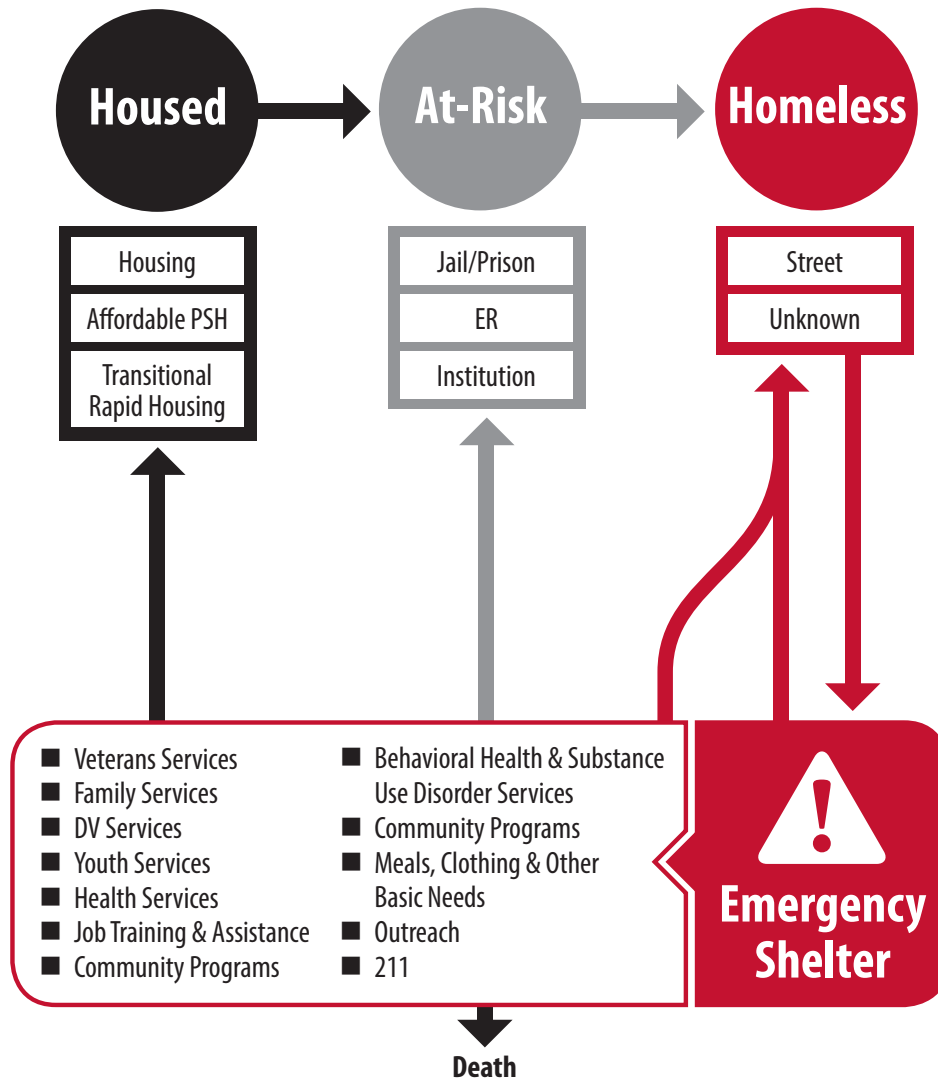 Housed
At-Risk
Homeless
Housing
Affordable PSH
Transitional
Rapid Housing
Jail/Prison
ER
Institution
Street
Unknown
Veterans Services
Family Services
DV Services
Youth Services
Health Services
Job Training & Assistance
Community Programs
Behavioral Health & Substance
Use Disorder Services
Community Programs
Meals, Clothing & Other
Basic Needs
Outreach
211
!
Emergency
Shelter
Death